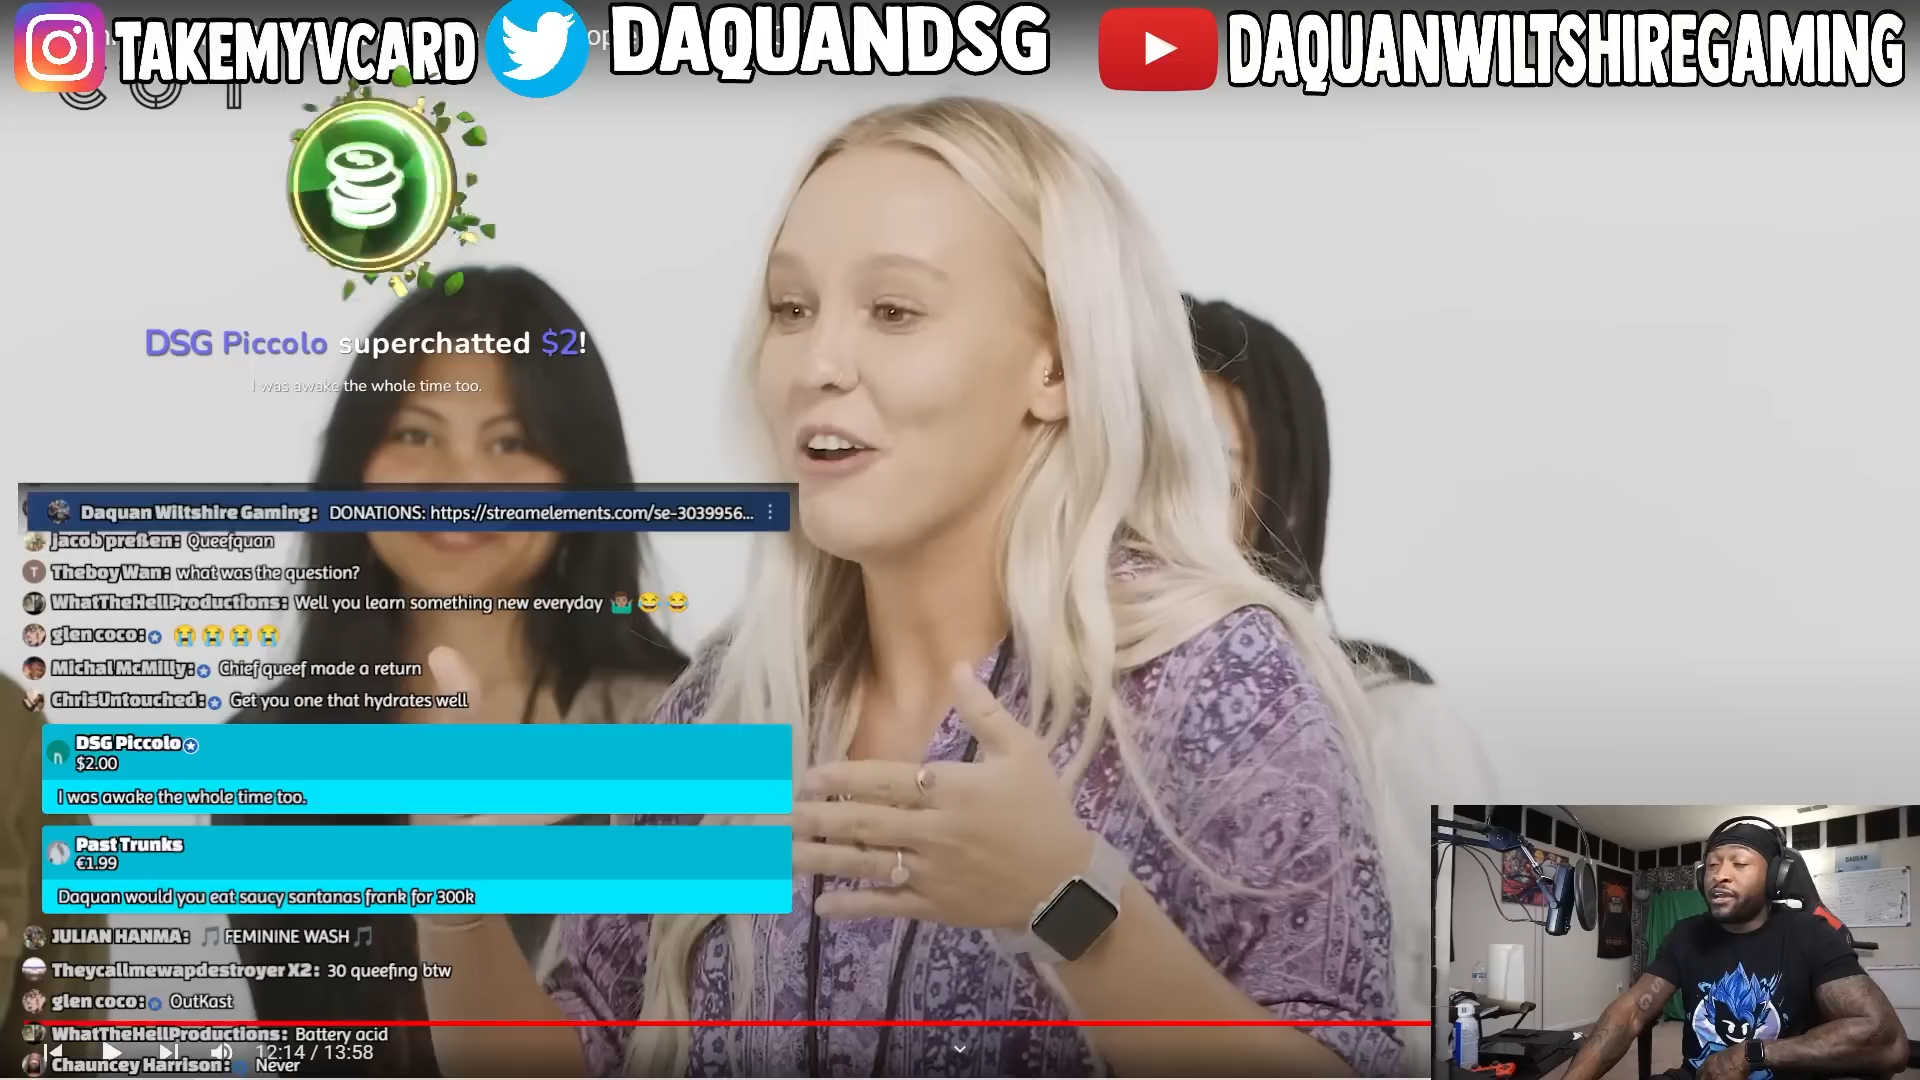 TAKEMYVCARD
DAQUANDSG
DAQUANWILTSHIREGAMING
CUT
DSG Piccolo superchatted $2!
I was awake the whole time too.
Daquan Wiltshire Gaming: DONATIONS: https://streamelements.com/se-3039956...
jacob preßen: Queefquan
T TheboyWan: what was the question?
WhatTheHellProductions: Well you learn something new everyday 🤷🏾‍♂️😂😂
glen coco: 😭😭😭😭
Michal McMilly: Chief queef made a return
ChrisUntouched: Get you one that hydrates well
n DSG Piccolo
$2.00
I was awake the whole time too.
Past Trunks
€1.99
Daquan would you eat saucy santanas frank for 300k
JULIAN HANMA: 🎵FEMININE WASH🎵
Theycallmewapdestroyer X2: 30 queefing btw
glen coco: OutKast
WhatTheHellProductions: Battery acid
12:14 / 13:58
Chauncey Harrison: Never
DAQUAN